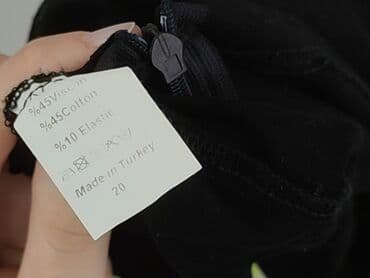 %45Viscon
%45Cotton
%10 Elastic
Made in Turkey
20